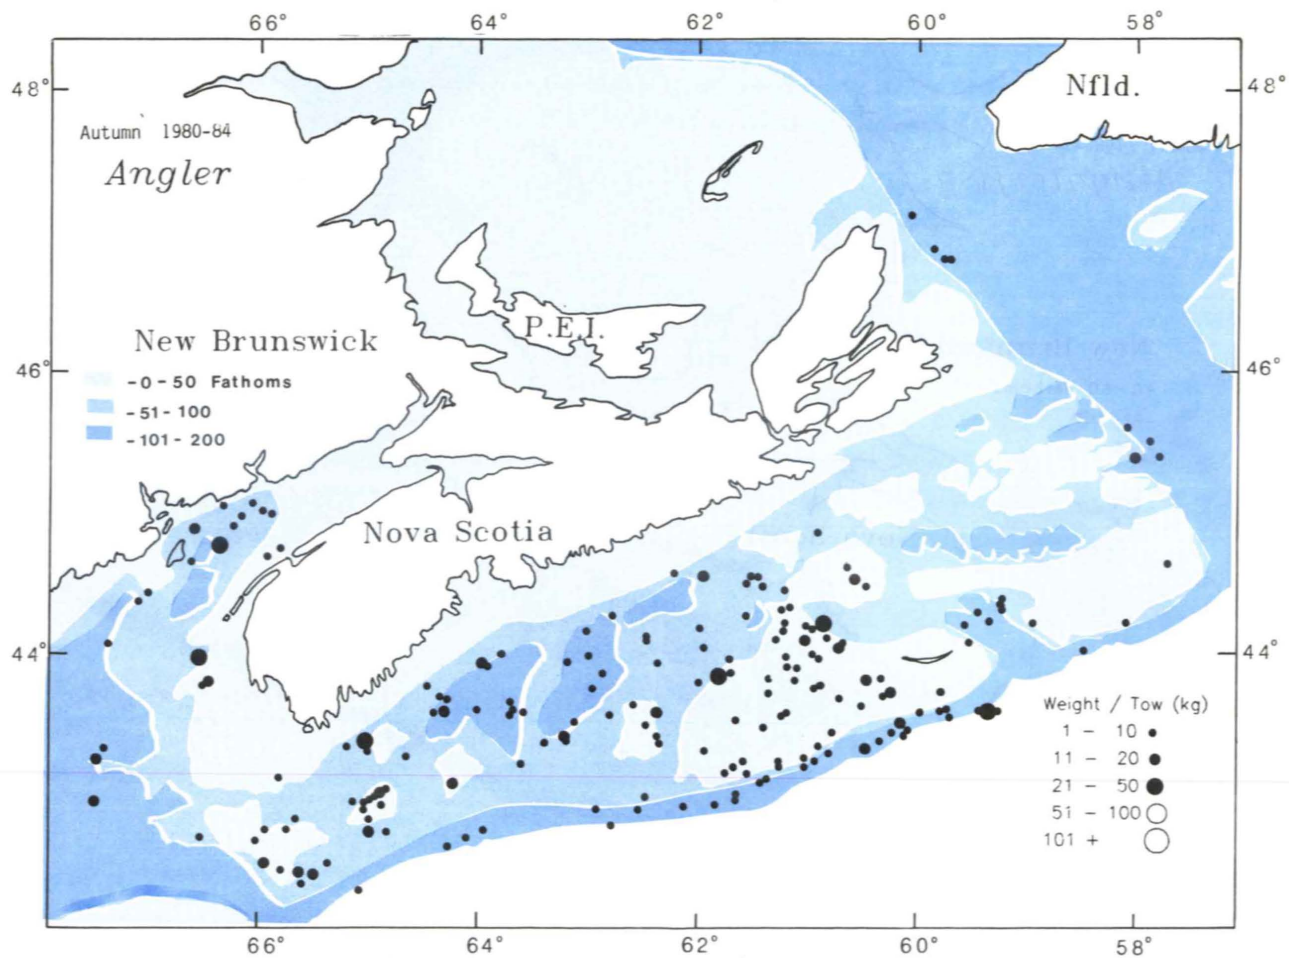 66° 64° 62° 60° 58°
48° 48°
Nfld.
Autumn 1980-84
Angler
P.E.I.
New Brunswick
46° 46°
-0-50 Fathoms
-51-100
-101-200
Nova Scotia
44° 44°
Weight / Tow (kg)
1 - 10
11 - 20
21 - 50
51 - 100
101 +
66° 64° 62° 60° 58°